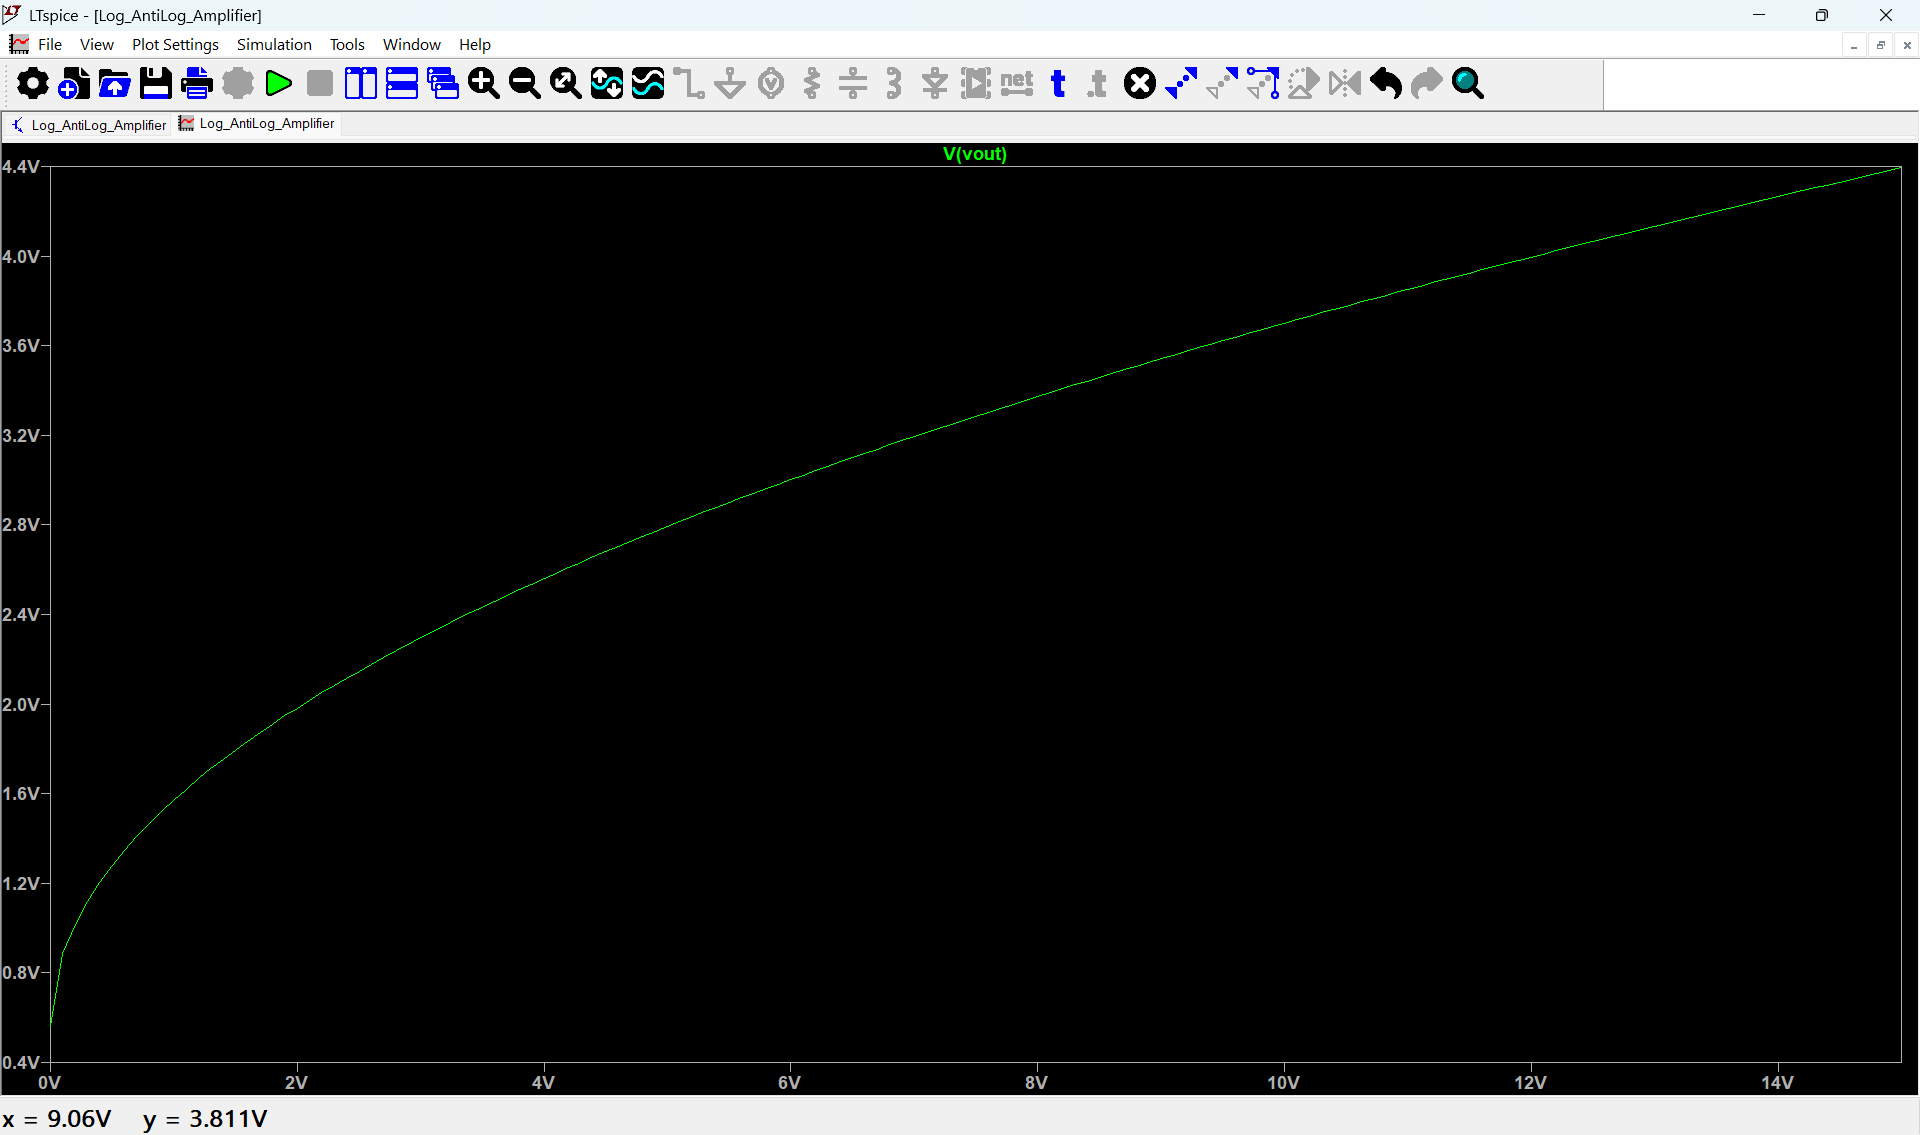 LTspice - [Log_AntiLog_Amplifier]
File View Plot Settings Simulation Tools Window Help
net t .t
Log_AntiLog_Amplifier Log_AntiLog_Amplifier
V(vout)
4.4V
4.0V
3.6V
3.2V
2.8V
2.4V
2.0V
1.6V
1.2V
0.8V
0.4V
0V 2V 4V 6V 8V 10V 12V 14V
x = 9.06V y = 3.811V